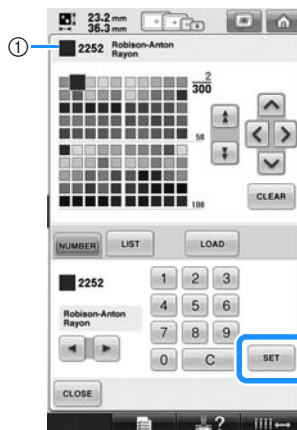 23.2 mm
36.3 mm
① 2252 Robison-Anton
Rayon
2
300
50
100
CLEAR
NUMBER LIST LOAD
2252
Robison-Anton
Rayon
1 2 3
4 5 6
7 8 9
0 C
SET
CLOSE
?